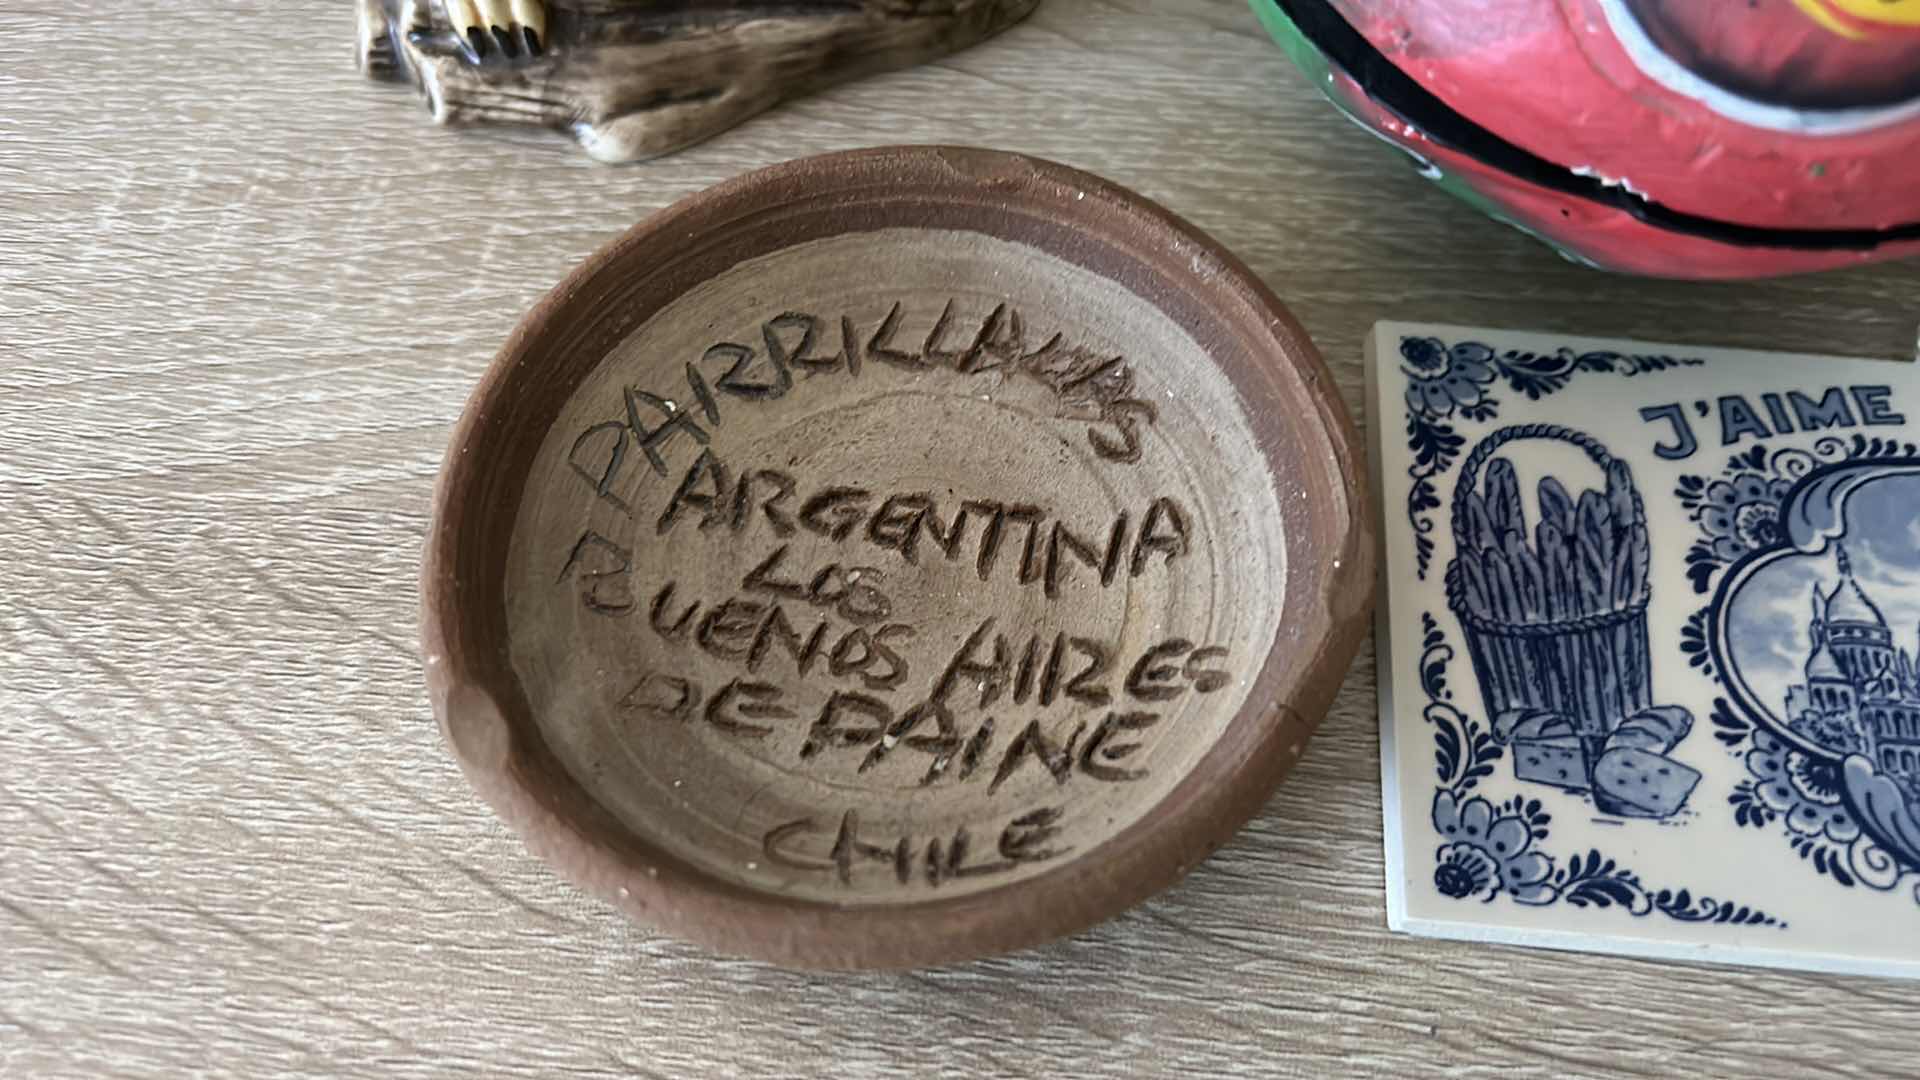 PARRILLADAS
ARGENTINA
LOS
BUENOS AIRES
DE PAINE
CHILE
J'AIME